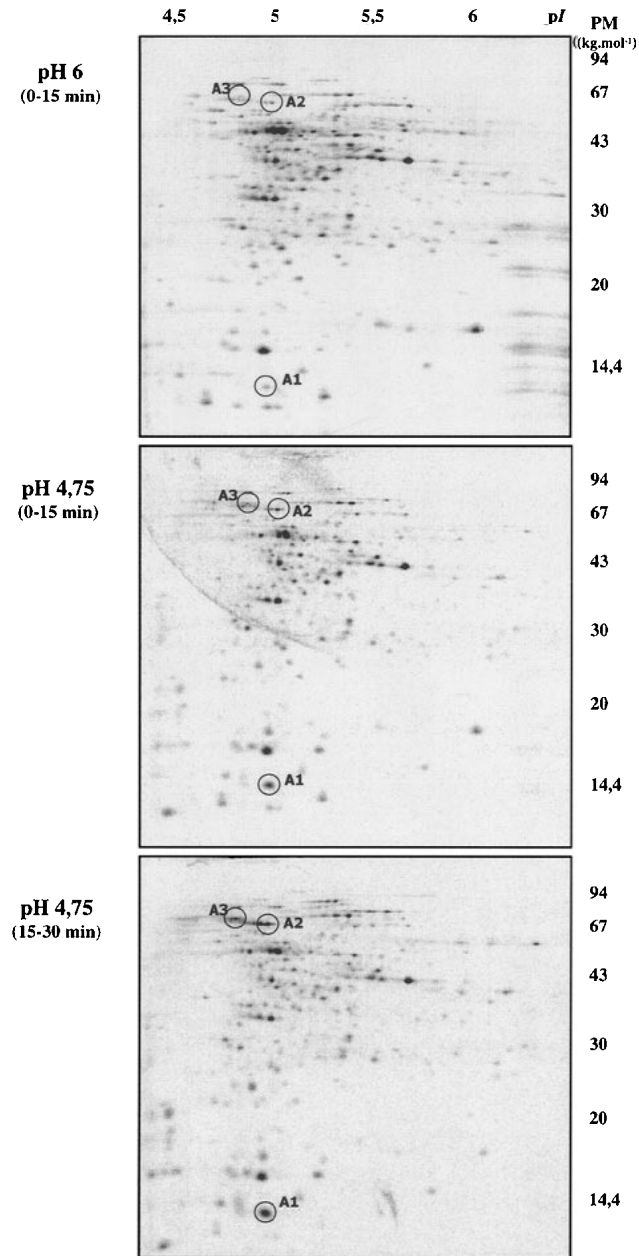 4,5 5 5,5 6 pI PM
(kg.mol-1)
pH 6
(0-15 min)
94
A3 A2 67
43
30
20
14,4
A1
pH 4,75
(0-15 min)
94
A3 A2 67
43
30
20
A1 14,4
pH 4,75
(15-30 min)
94
A3 A2 67
43
30
20
A1 14,4